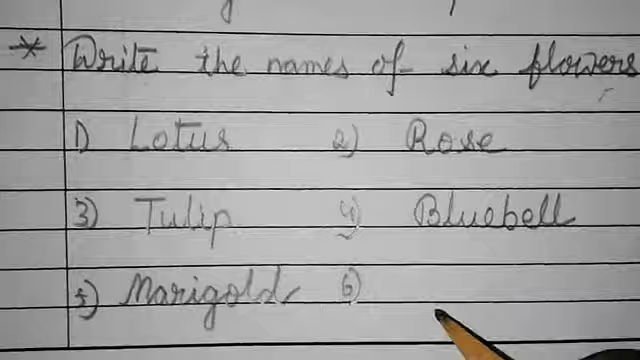 * Write the names of six flowers
1) Lotus 2) Rose
3) Tulip 4) Bluebell
5) Marigold 6)